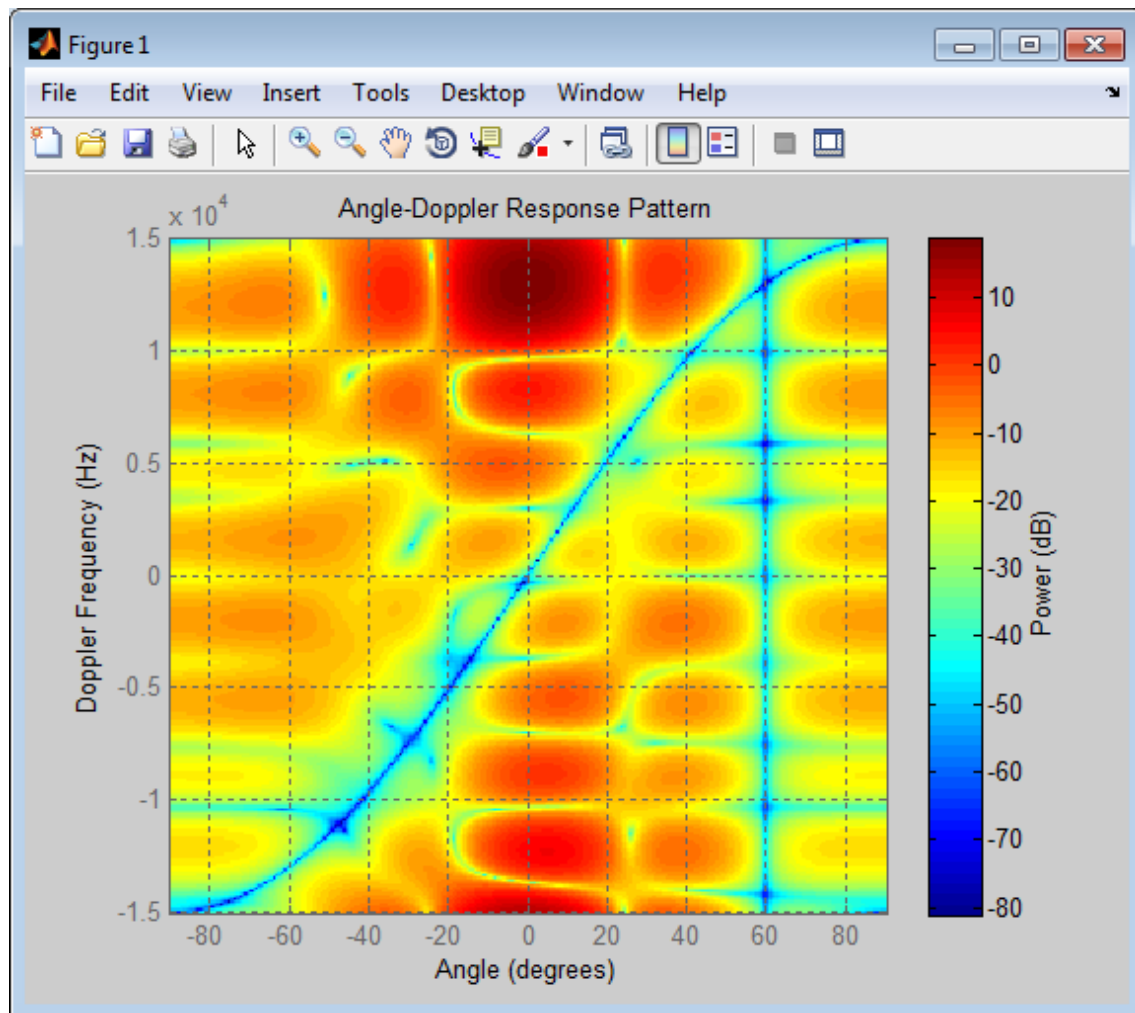 Figure 1
File Edit View Insert Tools Desktop Window Help
x 10^4
Angle-Doppler Response Pattern
1.5
1
0.5
0
-0.5
-1
-1.5
Doppler Frequency (Hz)
-80 -60 -40 -20 0 20 40 60 80
Angle (degrees)
10
0
-10
-20
-30
-40
-50
-60
-70
-80
Power (dB)